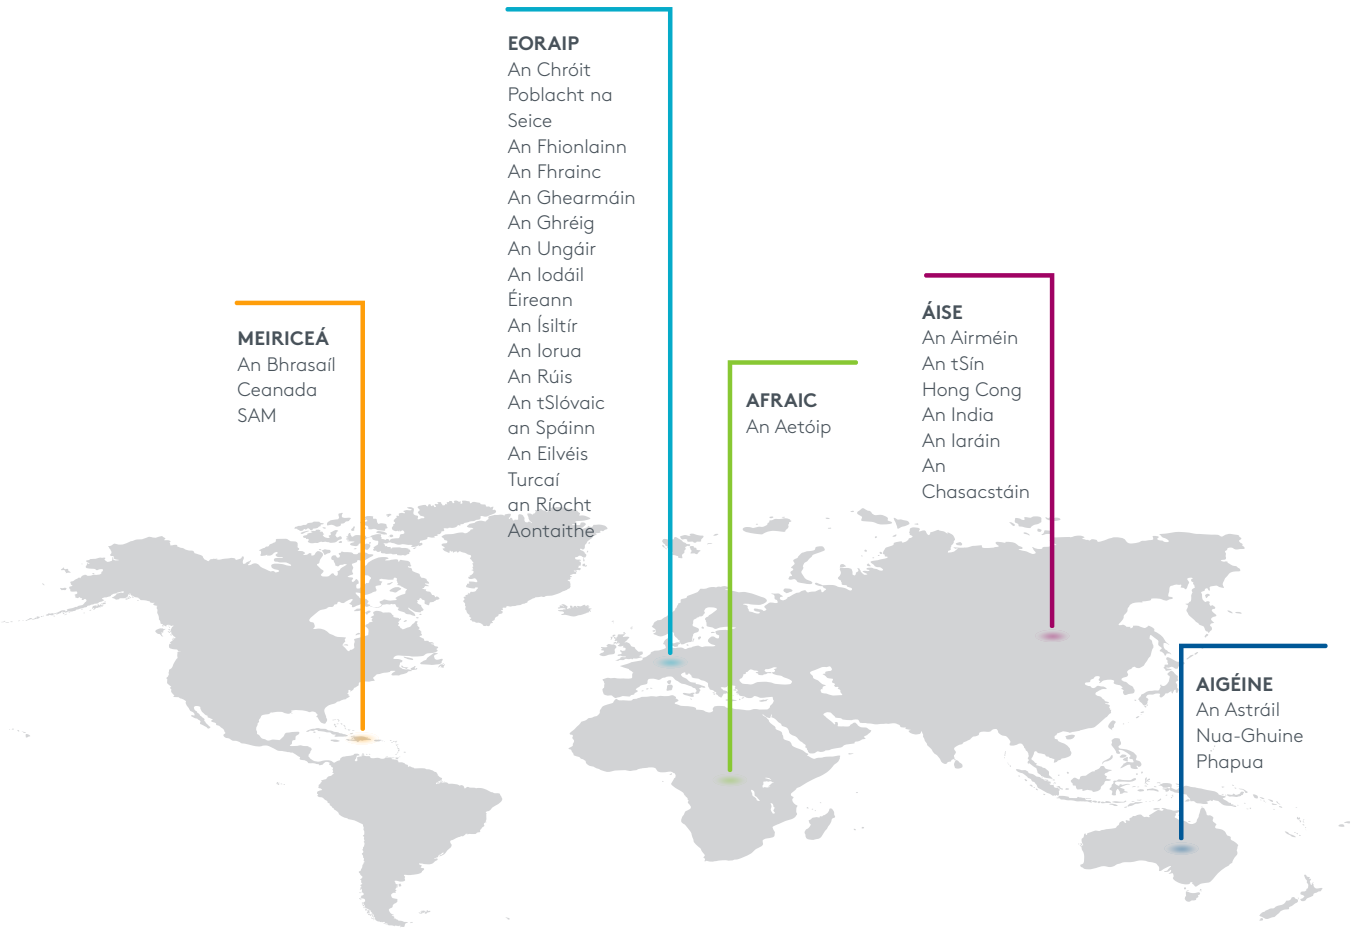 EORAIP
An Chróit
Poblacht na
Seice
An Fhionlainn
An Fhrainc
An Ghearmáin
An Ghréig
An Ungáir
An Iodáil
Éireann
An Ísiltír
An Iorua
An Rúis
An tSlóvaic
an Spáinn
An Eilvéis
Turcaí
an Ríocht
Aontaithe
MEIRICEÁ
An Bhrasaíl
Ceanada
SAM
AFRAIC
An Aetóip
ÁISE
An Airméin
An tSín
Hong Cong
An India
An Iaráin
An
Chasacstáin
AIGÉINE
An Astráil
Nua-Ghuine
Phapua